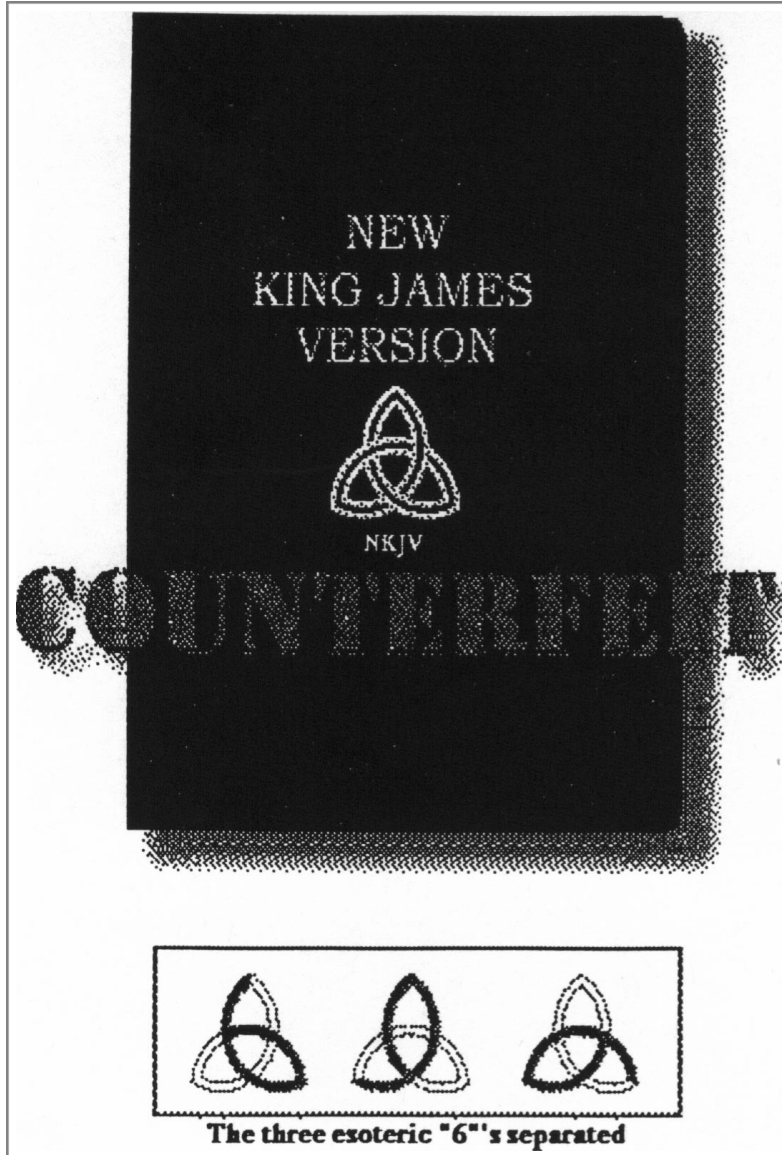 NEW
KING JAMES
VERSION
NKJV
COUNTERFEIT
The three esoteric "6"'s separated